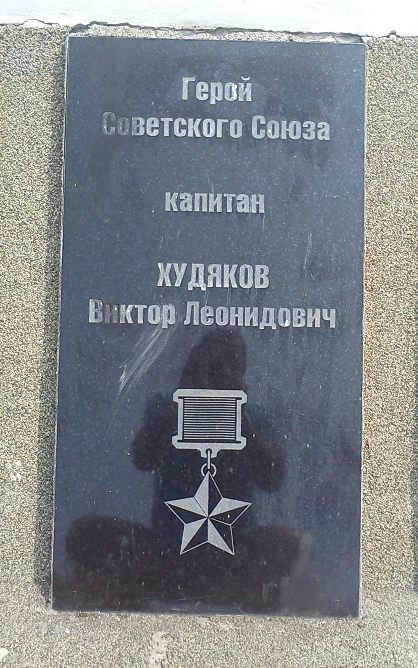 Герой
Советского Союза
капитан
ХУДЯКОВ
Виктор Леонидович